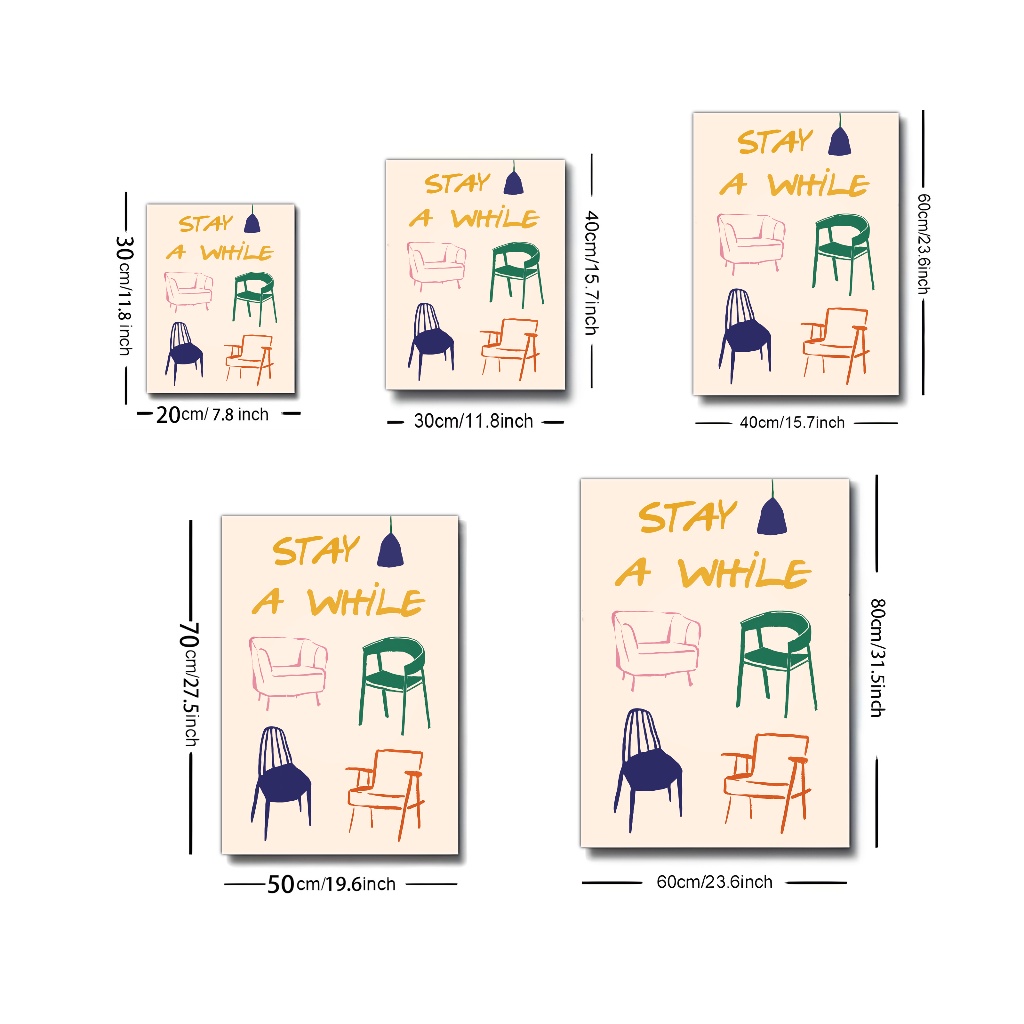 STAY
A WHiLE
30cm/11.8 inch
20cm/ 7.8 inch
STAY
A WHiLE
40cm/15.7inch
30cm/11.8inch
STAY
A WHiLE
60cm/23.6inch
40cm/15.7inch
STAY
A WHiLE
70cm/27.5inch
50cm/19.6inch
STAY
A WHiLE
80cm/31.5inch
60cm/23.6inch